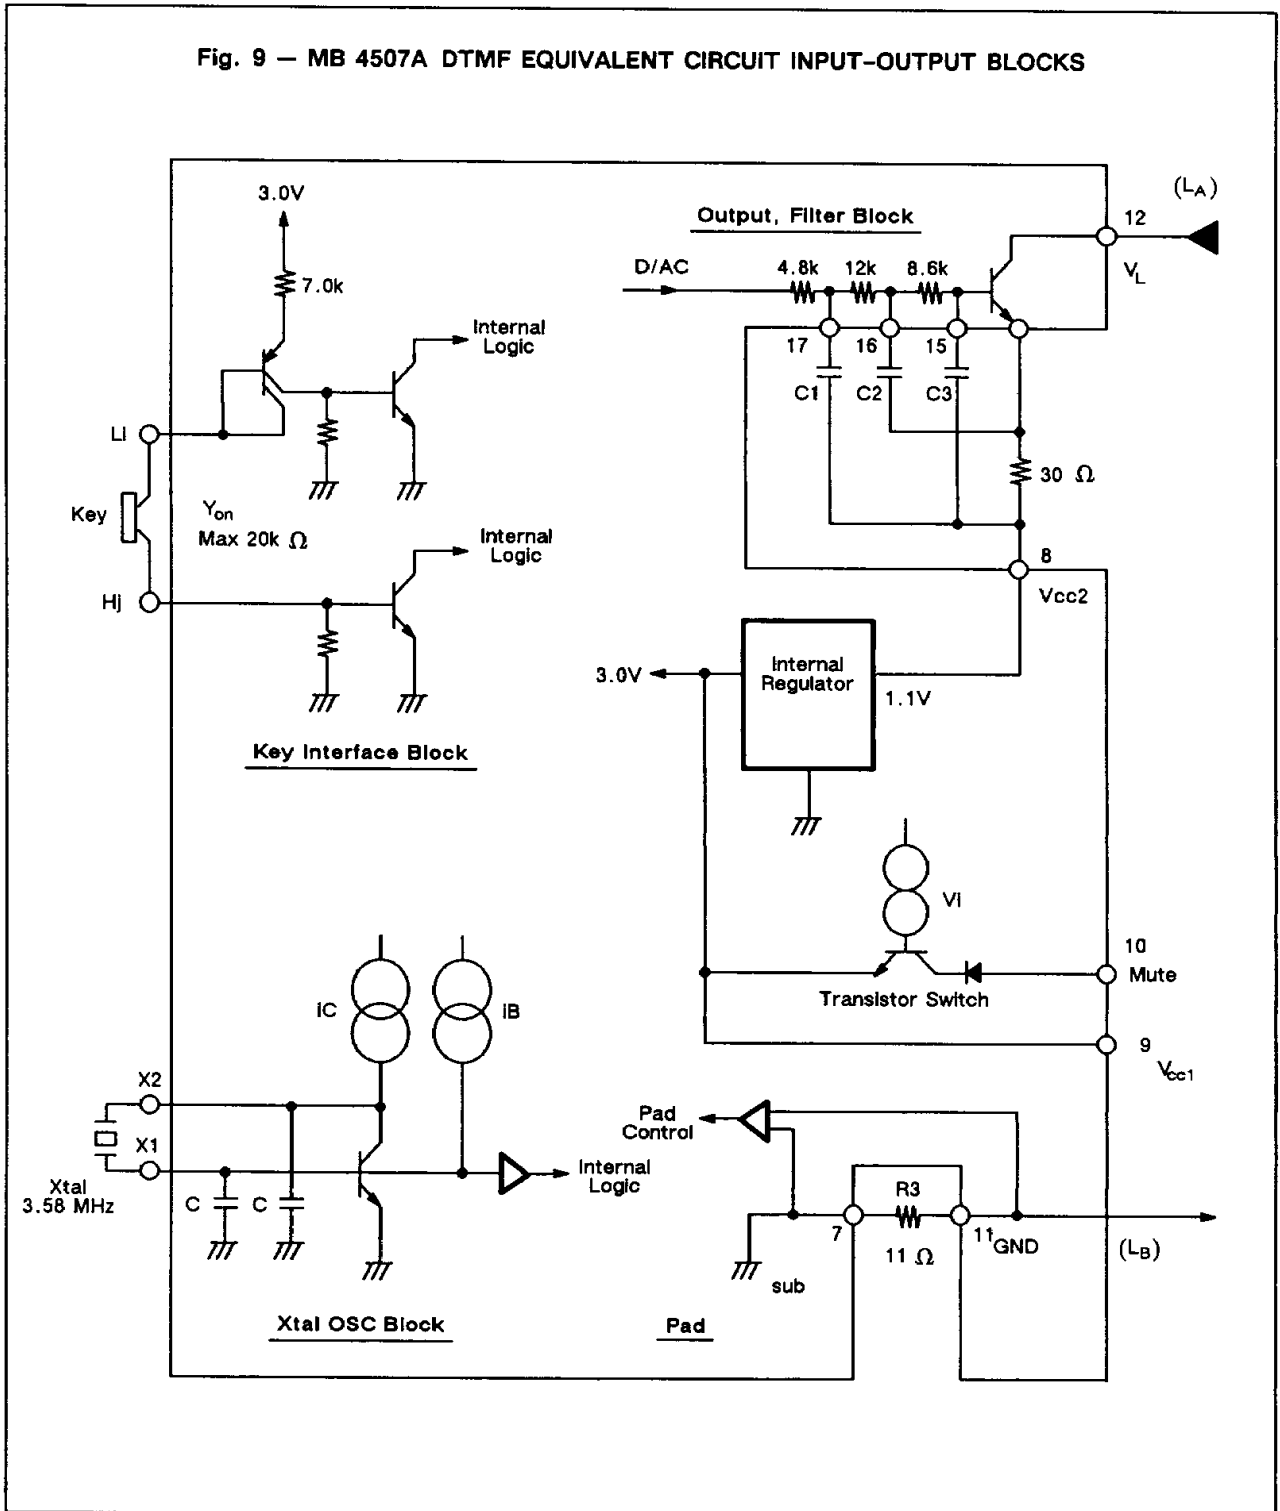 Fig. 9 — MB 4507A DTMF EQUIVALENT CIRCUIT INPUT-OUTPUT BLOCKS
3.0V
7.0k
Internal
Logic
Li
Key
Yon
Max 20k Ω
Hj
Internal
Logic
Key Interface Block
Output, Filter Block
(LA)
12
VL
D/AC
4.8k
12k
8.6k
17
16
15
C1
C2
C3
30 Ω
8
Vcc2
3.0V
Internal
Regulator
1.1V
Vi
10
Mute
Transistor Switch
9
Vcc1
iC
iB
X2
X1
Xtal
3.58 MHz
C
C
Internal
Logic
Xtal OSC Block
Pad
Control
R3
7
11
GND
11 Ω
(LB)
sub
Pad